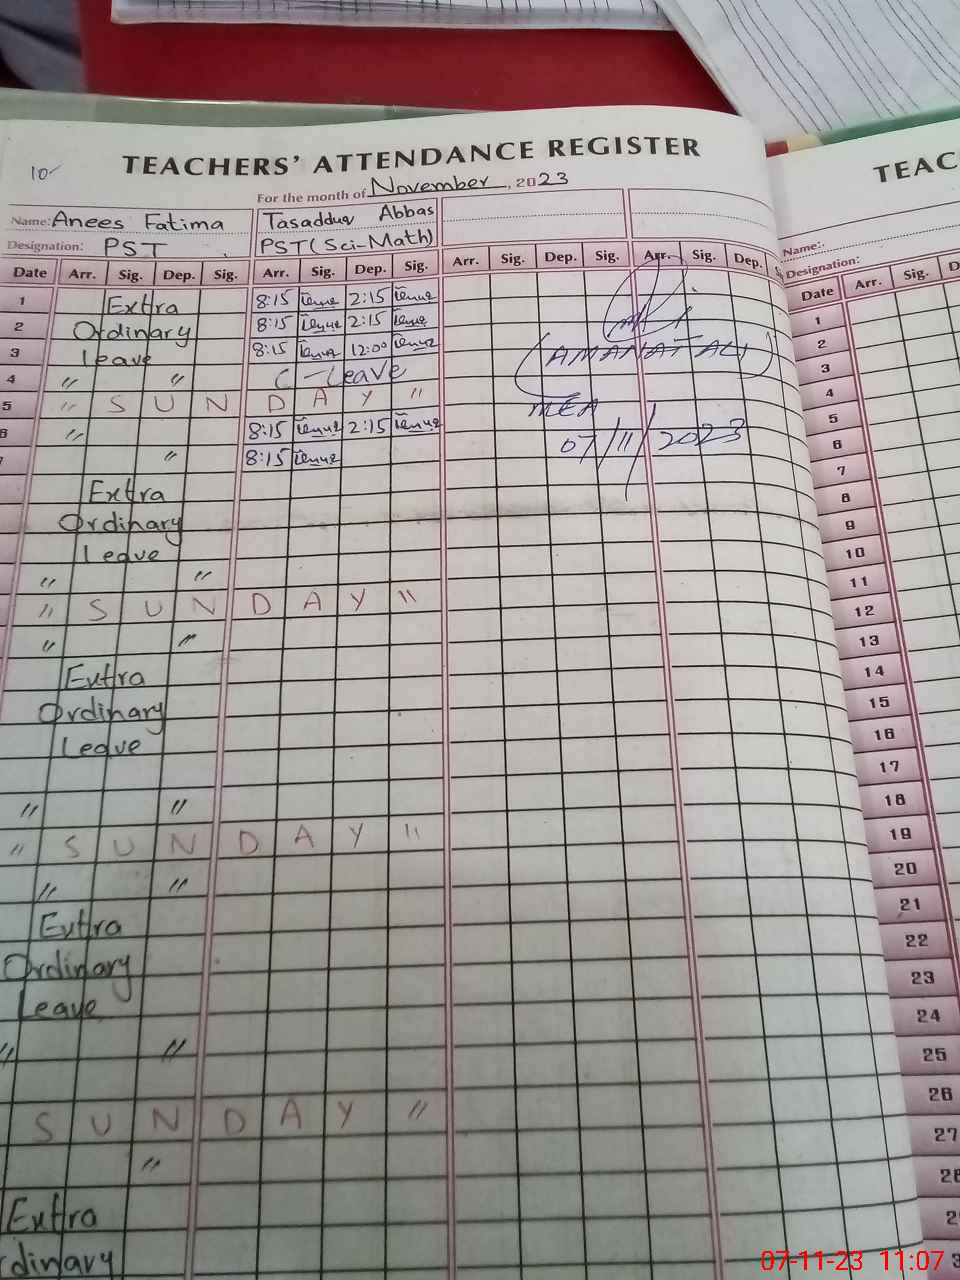 10
TEACHERS' ATTENDANCE REGISTER
For the month of November, 2023
Name: Anees Fatima Tasadduv Abbas
Designation: PST PST (Sci-Math)
Date Arr. Sig. Dep. Sig. Arr. Sig. Dep. Sig. Arr. Sig. Dep. Sig. Arr. Sig. Dep.
1 Extra 8:15 2:15
2 Ordinary 8:15 2:15
3 Leave 8:15 12:00 (AMANAT ALI)
4 〃 〃 C-Leave
5 〃 S U N D A Y 〃 MEA
6 〃 8:15 2:15 07/11/2023
7 〃 8:15
Extra
Ordinary
Leave
〃 〃
〃 S U N D A Y 〃
〃 〃
Extra
Ordinary
Leave
〃 〃
〃 S U N D A Y 〃
〃 〃
Extra
Ordinary
Leave
〃 〃
S U N D A Y 〃
〃
Extra
dinary
TEAC
Name:
Designation:
Date Arr. Sig. D
1
2
3
4
5
6
7
8
9
10
11
12
13
14
15
16
17
18
19
20
21
22
23
24
25
26
27
28
2
3
07-11-23 11:07